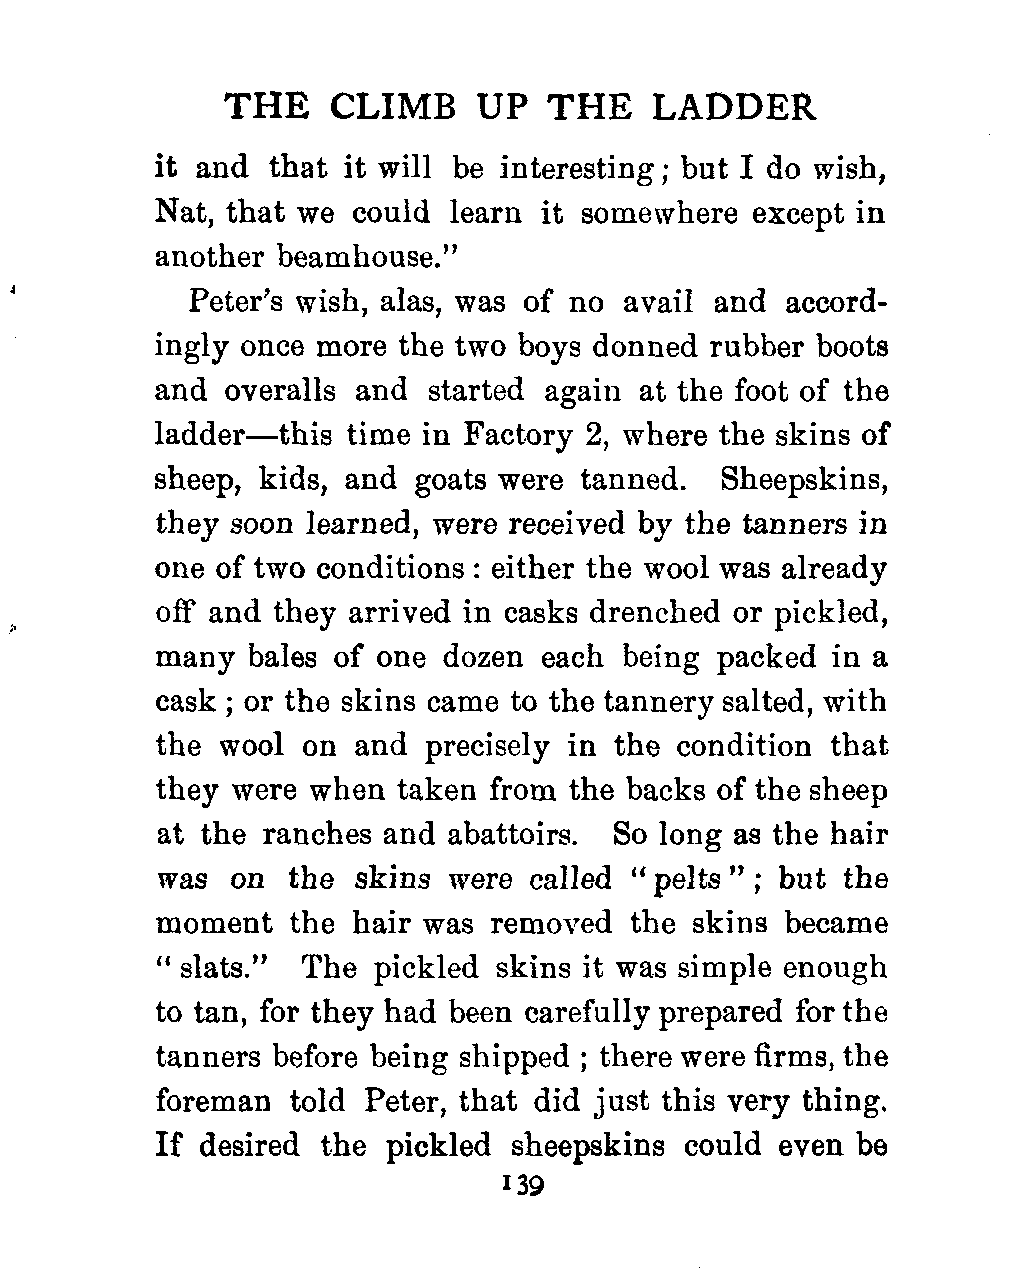 THE CLIMB UP THE LADDER
it and that it will be interesting; but I do wish,
Nat, that we could learn it somewhere except in
another beamhouse."
Peter's wish, alas, was of no avail and accord-
ingly once more the two boys donned rubber boots
and overalls and started again at the foot of the
ladder—this time in Factory 2, where the skins of
sheep, kids, and goats were tanned. Sheepskins,
they soon learned, were received by the tanners in
one of two conditions : either the wool was already
off and they arrived in casks drenched or pickled,
many bales of one dozen each being packed in a
cask ; or the skins came to the tannery salted, with
the wool on and precisely in the condition that
they were when taken from the backs of the sheep
at the ranches and abattoirs. So long as the hair
was on the skins were called "pelts" ; but the
moment the hair was removed the skins became
"slats." The pickled skins it was simple enough
to tan, for they had been carefully prepared for the
tanners before being shipped ; there were firms, the
foreman told Peter, that did just this very thing.
If desired the pickled sheepskins could even be
139